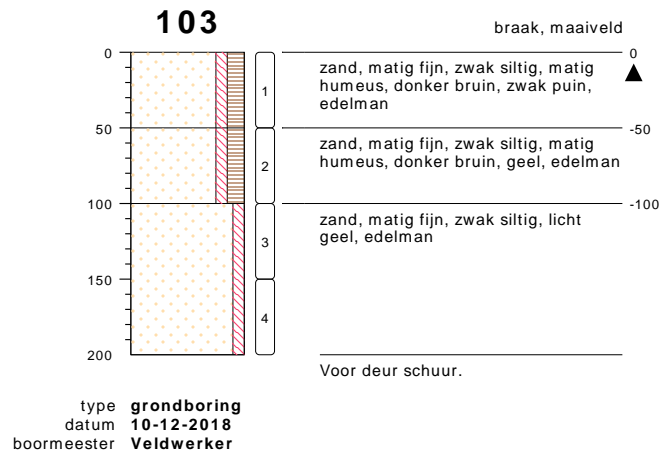 103
braak, maaiveld
0
0
zand, matig fijn, zwak siltig, matig
humeus, donker bruin, zwak puin,
edelman
1
50
-50
zand, matig fijn, zwak siltig, matig
humeus, donker bruin, geel, edelman
2
100
-100
zand, matig fijn, zwak siltig, licht
geel, edelman
3
150
4
200
Voor deur schuur.
type grondboring
datum 10-12-2018
boormeester Veldwerker